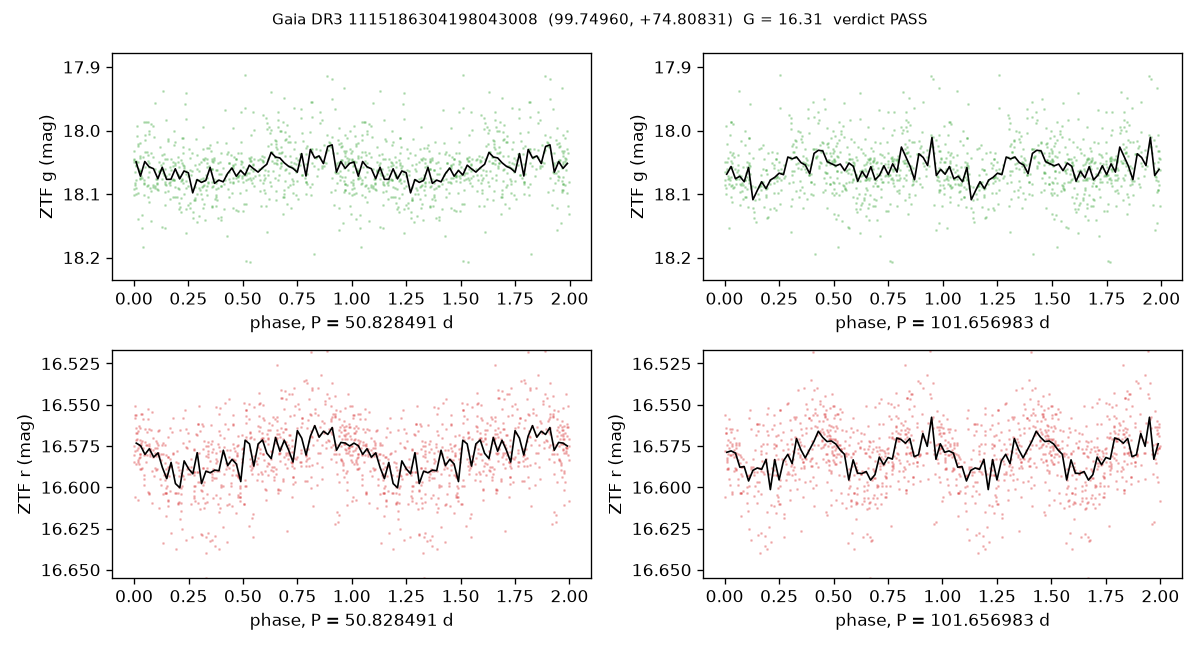 Gaia DR3 1115186304198043008  (99.74960, +74.80831)  G = 16.31  verdict PASS
17.9
18.0
18.1
18.2
ZTF g (mag)
0.00 0.25 0.50 0.75 1.00 1.25 1.50 1.75 2.00
phase, P = 50.828491 d
17.9
18.0
18.1
18.2
ZTF g (mag)
0.00 0.25 0.50 0.75 1.00 1.25 1.50 1.75 2.00
phase, P = 101.656983 d
16.525
16.550
16.575
16.600
16.625
16.650
ZTF r (mag)
0.00 0.25 0.50 0.75 1.00 1.25 1.50 1.75 2.00
phase, P = 50.828491 d
16.525
16.550
16.575
16.600
16.625
16.650
ZTF r (mag)
0.00 0.25 0.50 0.75 1.00 1.25 1.50 1.75 2.00
phase, P = 101.656983 d